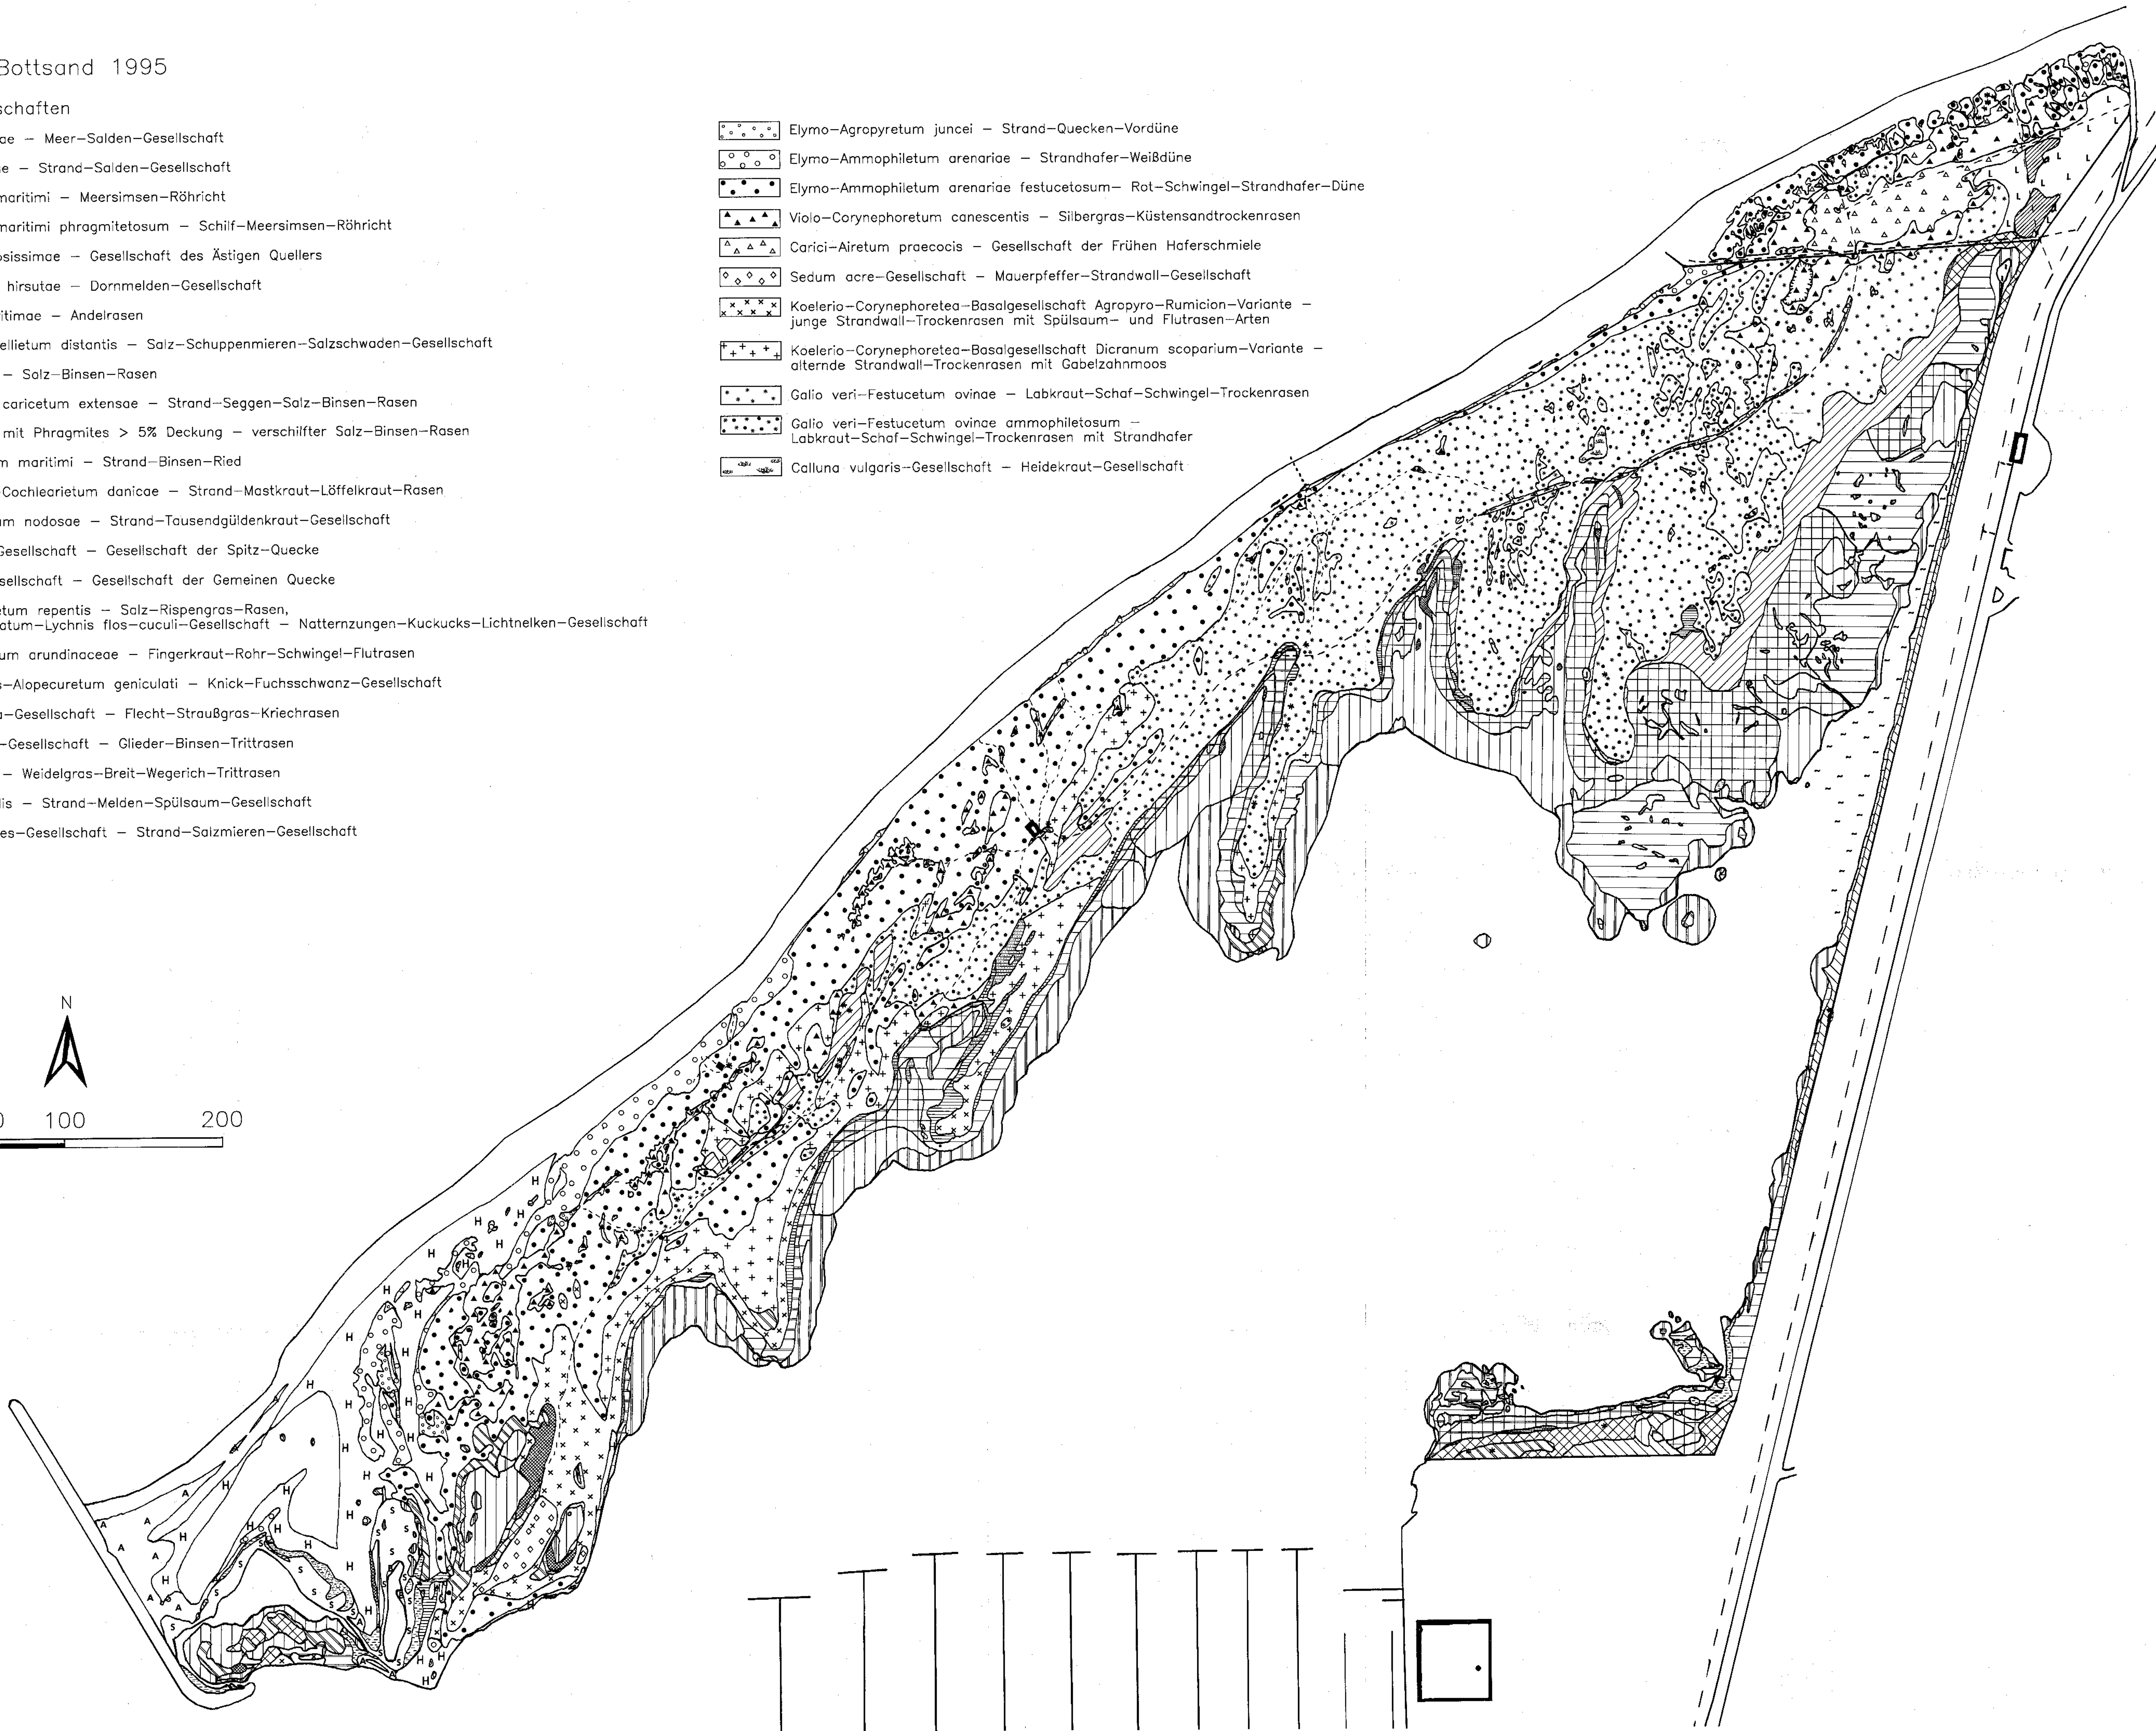 Bottsand 1995
schaften
ae – Meer-Salden-Gesellschaft
e – Strand-Salden-Gesellschaft
maritimi – Meersimsen-Röhricht
maritimi phragmitetosum – Schilf-Meersimsen-Röhricht
osissimae – Gesellschaft des Ästigen Quellers
hirsutae – Dornmelden-Gesellschaft
itimae – Andelrasen
ellietum distantis – Salz-Schuppenmieren-Salzschwaden-Gesellschaft
– Salz-Binsen-Rasen
caricetum extensae – Strand-Seggen-Salz-Binsen-Rasen
mit Phragmites > 5% Deckung – verschilfter Salz-Binsen-Rasen
m maritimi – Strand-Binsen-Ried
-Cochlearietum danicae – Strand-Mastkraut-Löffelkraut-Rasen
um nodosae – Strand-Tausendgüldenkraut-Gesellschaft
Gesellschaft – Gesellschaft der Spitz-Quecke
sellschaft – Gesellschaft der Gemeinen Quecke
etum repentis – Salz-Rispengras-Rasen,
atum-Lychnis flos-cuculi-Gesellschaft – Natternzungen-Kuckucks-Lichtnelken-Gesellschaft
um arundinaceae – Fingerkraut-Rohr-Schwingel-Flutrasen
s-Alopecuretum geniculati – Knick-Fuchsschwanz-Gesellschaft
a-Gesellschaft – Flecht-Straußgras-Kriechrasen
-Gesellschaft – Glieder-Binsen-Trittrasen
– Weidelgras-Breit-Wegerich-Trittrasen
lis – Strand-Melden-Spülsaum-Gesellschaft
es-Gesellschaft – Strand-Salzmieren-Gesellschaft
Elymo-Agropyretum juncei – Strand-Quecken-Vordüne
Elymo-Ammophiletum arenariae – Strandhafer-Weißdüne
Elymo-Ammophiletum arenariae festucetosum– Rot-Schwingel-Strandhafer-Düne
Violo-Corynephoretum canescentis – Silbergras-Küstensandtrockenrasen
Carici-Airetum praecocis – Gesellschaft der Frühen Haferschmiele
Sedum acre-Gesellschaft – Mauerpfeffer-Strandwall-Gesellschaft
Koelerio-Corynephoretea-Basalgesellschaft Agropyro-Rumicion-Variante –
junge Strandwall-Trockenrasen mit Spülsaum- und Flutrasen-Arten
Koelerio-Corynephoretea-Basalgesellschaft Dicranum scoparium-Variante –
alternde Strandwall-Trockenrasen mit Gabelzahnmoos
Galio veri-Festucetum ovinae – Labkraut-Schaf-Schwingel-Trockenrasen
Galio veri-Festucetum ovinae ammophiletosum –
Labkraut-Schaf-Schwingel-Trockenrasen mit Strandhafer
Calluna vulgaris-Gesellschaft – Heidekraut-Gesellschaft
N
0 100 200